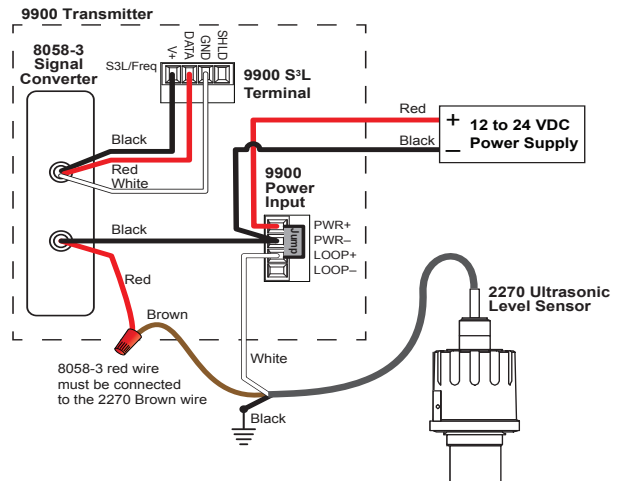 9900 Transmitter
8058-3
Signal
Converter
S3L/Freq
V+
DATA
GND
SHLD
9900 S³L
Terminal
Black
Red
White
Red
Black
+
–
12 to 24 VDC
Power Supply
9900
Power
Input
Jump
PWR+
PWR–
LOOP+
LOOP–
Black
Red
Brown
8058-3 red wire
must be connected
to the 2270 Brown wire
White
Black
2270 Ultrasonic
Level Sensor